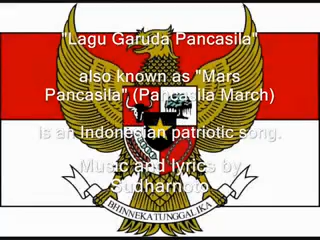 "Lagu Garuda Pancasila"
also known as "Mars
Pancasila" (Pancasila March)
is an Indonesian patriotic song.
Music and lyrics by
Sudharnoto
BHINNEKA TUNGGAL IKA